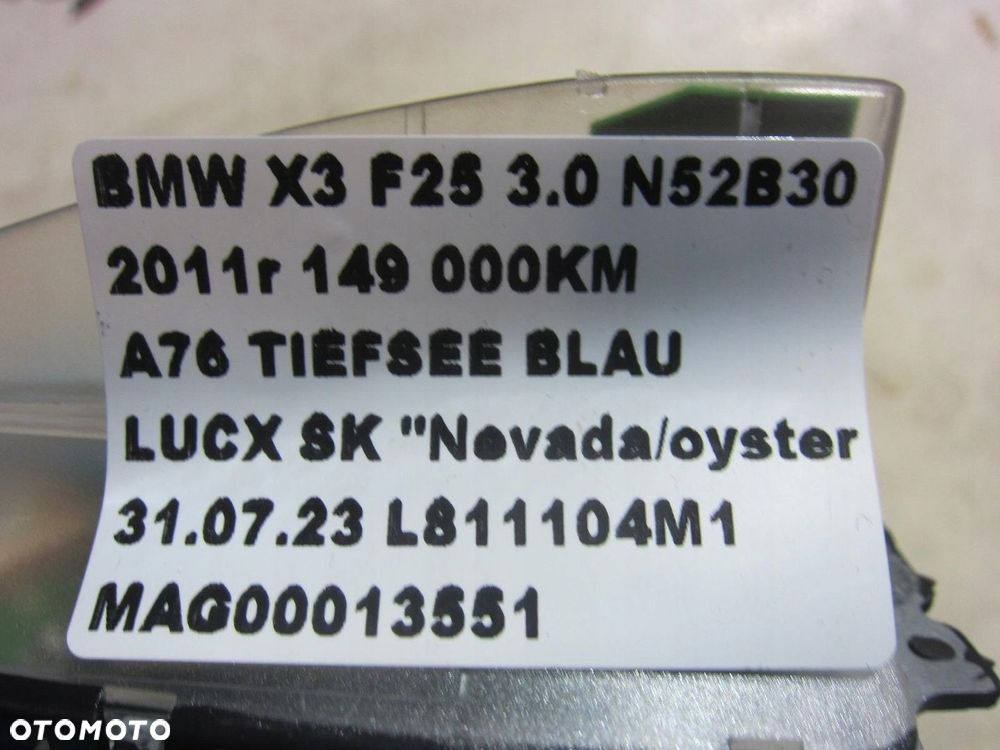 BMW X3 F25 3.0 N52B30
2011r 149 000KM
A76 TIEFSEE BLAU
LUCX SK "Nevada/oyster
31.07.23 L811104M1
MAG00013551
OTOMOTO